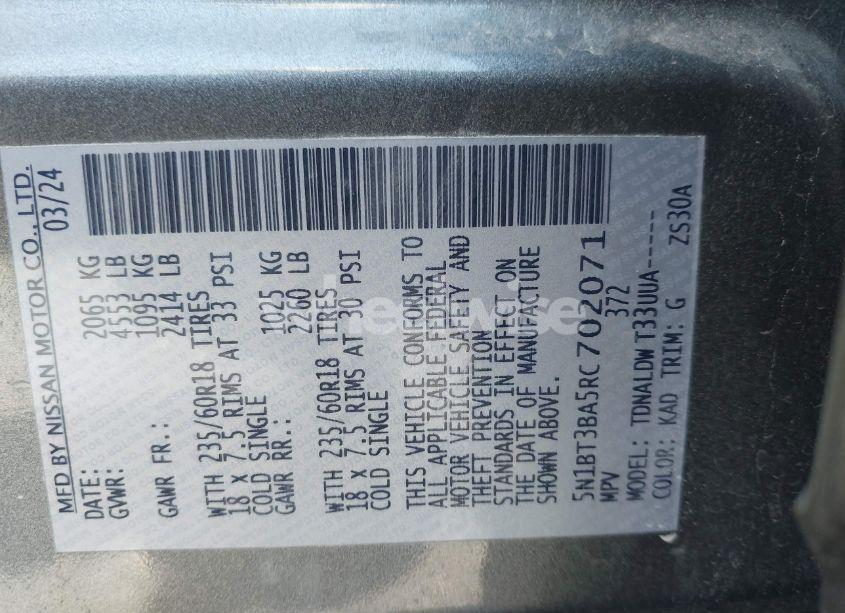 MFD BY NISSAN MOTOR CO., LTD.
DATE: 03/24
GVWR: 2065 KG
4553 LB
GAWR FR.: 1095 KG
2414 LB
WITH 235/60R18 TIRES
18 X 7.5 RIMS AT 33 PSI
COLD SINGLE
GAWR RR.: 1025 KG
2260 LB
WITH 235/60R18 TIRES
18 X 7.5 RIMS AT 30 PSI
COLD SINGLE
THIS VEHICLE CONFORMS TO
ALL APPLICABLE FEDERAL
MOTOR VEHICLE SAFETY AND
THEFT PREVENTION
STANDARDS IN EFFECT ON
THE DATE OF MANUFACTURE
SHOWN ABOVE.
5N1BT3BA5RC702071
MPV 372
MODEL: TDNALDW T33UUA-----
COLOR: KAD TRIM: G ZS30A